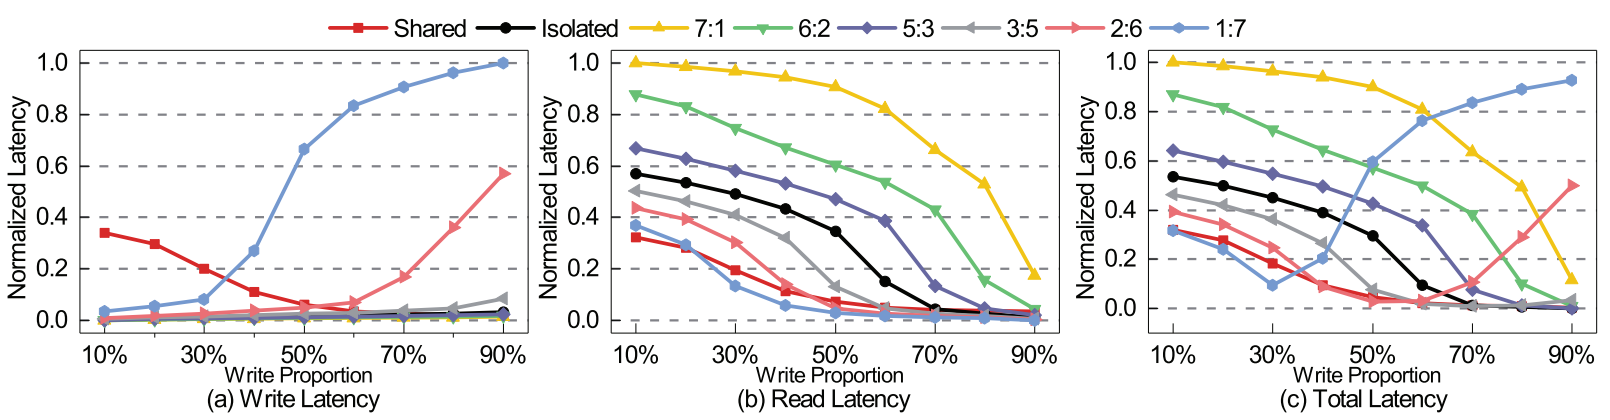 Shared Isolated 7:1 6:2 5:3 3:5 2:6 1:7
Normalized Latency
1.0
0.8
0.6
0.4
0.2
0.0
10% 30% 50% 70% 90%
Write Proportion
(a) Write Latency
Normalized Latency
1.0
0.8
0.6
0.4
0.2
0.0
10% 30% 50% 70% 90%
Write Proportion
(b) Read Latency
Normalized Latency
1.0
0.8
0.6
0.4
0.2
0.0
10% 30% 50% 70% 90%
Write Proportion
(c) Total Latency